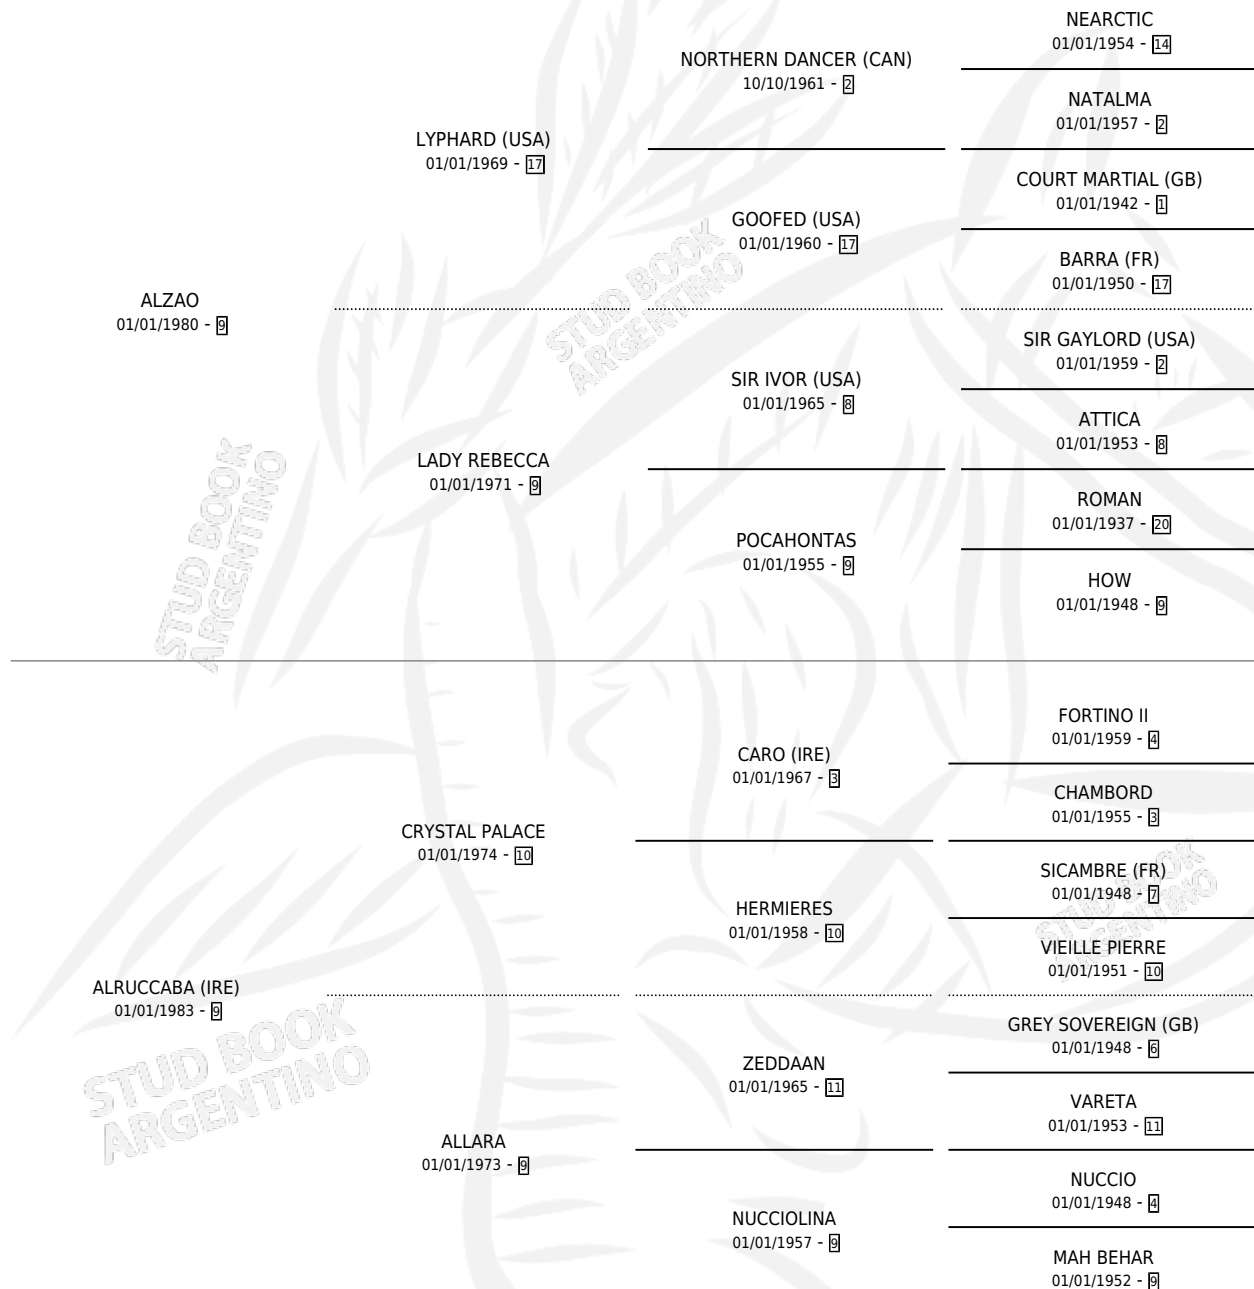 NEARCTIC
01/01/1954 - 14
NORTHERN DANCER (CAN)
10/10/1961 - 2
NATALMA
01/01/1957 - 2
LYPHARD (USA)
01/01/1969 - 17
COURT MARTIAL (GB)
01/01/1942 - 1
GOOFED (USA)
01/01/1960 - 17
BARRA (FR)
01/01/1950 - 17
ALZAO
01/01/1980 - 9
STUD BOOK
ARGENTINO
SIR GAYLORD (USA)
01/01/1959 - 2
SIR IVOR (USA)
01/01/1965 - 8
ATTICA
01/01/1953 - 8
LADY REBECCA
01/01/1971 - 9
ROMAN
01/01/1937 - 20
POCAHONTAS
01/01/1955 - 9
HOW
01/01/1948 - 9
STUD BOOK
ARGENTINO
FORTINO II
01/01/1959 - 4
CARO (IRE)
01/01/1967 - 3
CHAMBORD
01/01/1955 - 3
CRYSTAL PALACE
01/01/1974 - 10
SICAMBRE (FR)
01/01/1948 - 7
HERMIERES
01/01/1958 - 10
STUD BOOK
ARGENTINO
VIEILLE PIERRE
01/01/1951 - 10
ALRUCCABA (IRE)
01/01/1983 - 9
STUD BOOK
ARGENTINO
GREY SOVEREIGN (GB)
01/01/1948 - 6
ZEDDAAN
01/01/1965 - 11
VARETA
01/01/1953 - 11
ALLARA
01/01/1973 - 9
NUCCIO
01/01/1948 - 4
NUCCIOLINA
01/01/1957 - 9
MAH BEHAR
01/01/1952 - 9